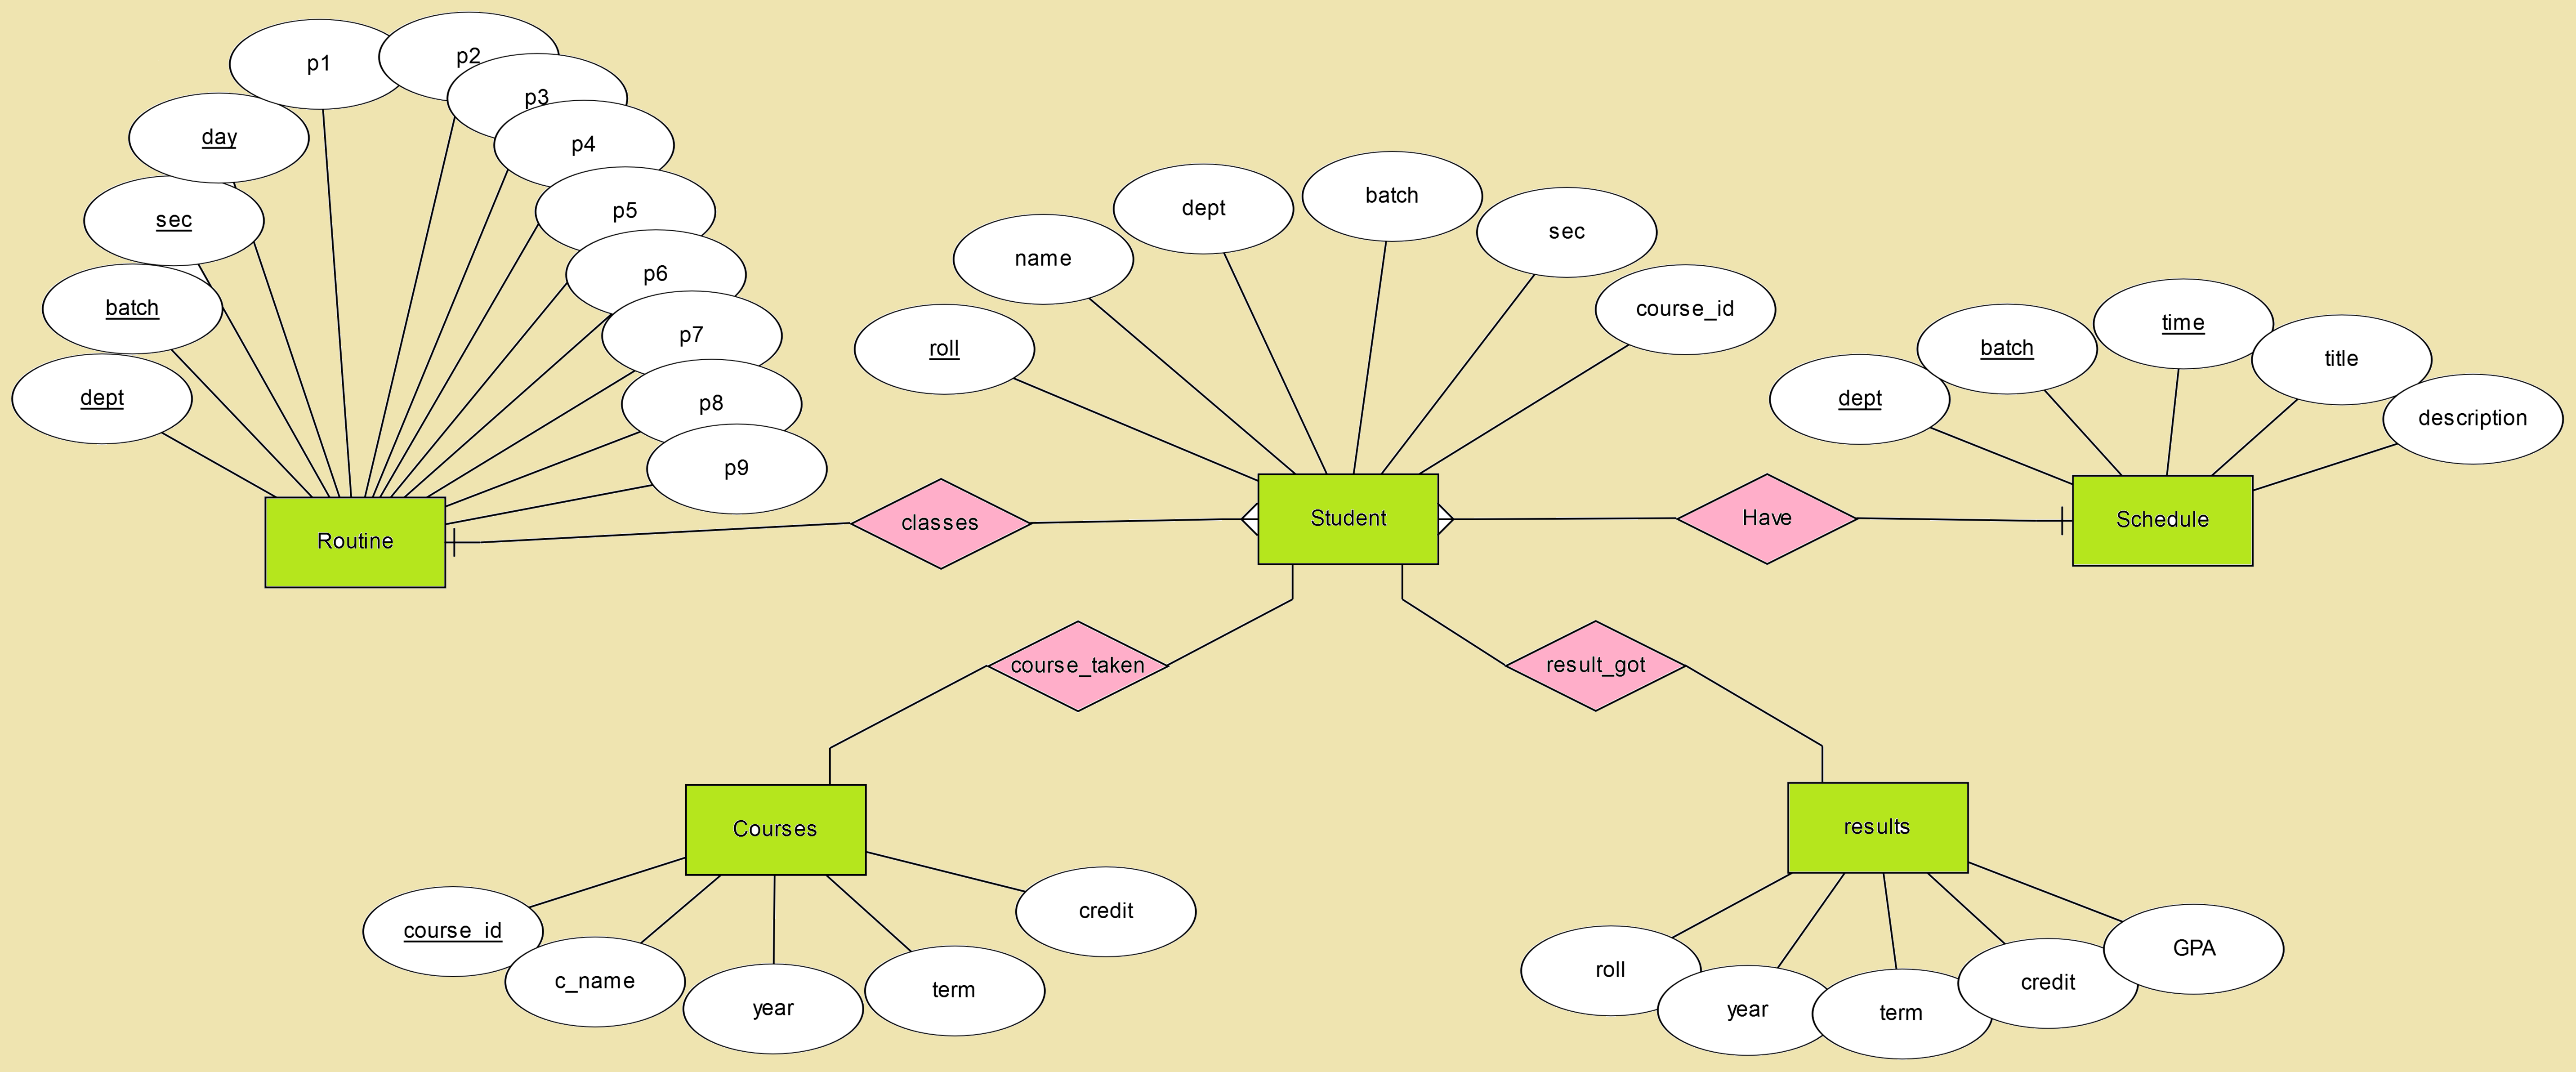 p1
p2
p3
day
p4
sec
p5
batch
p6
dept
p7
p8
p9
Routine
classes
roll
name
dept
batch
sec
course_id
Student
Have
dept
batch
time
title
description
Schedule
course_taken
result_got
Courses
course_id
c_name
year
term
credit
results
roll
year
term
credit
GPA